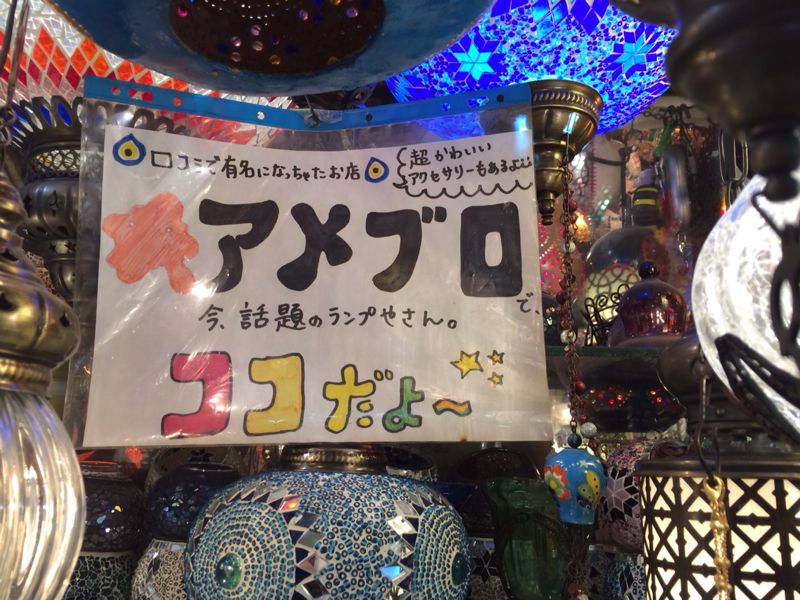 口コミで有名になっちゃたお店
超かわいい
アクセサリーもあるよ
アメブロ
で、
今、話題のランプやさん。
ココだよ〜